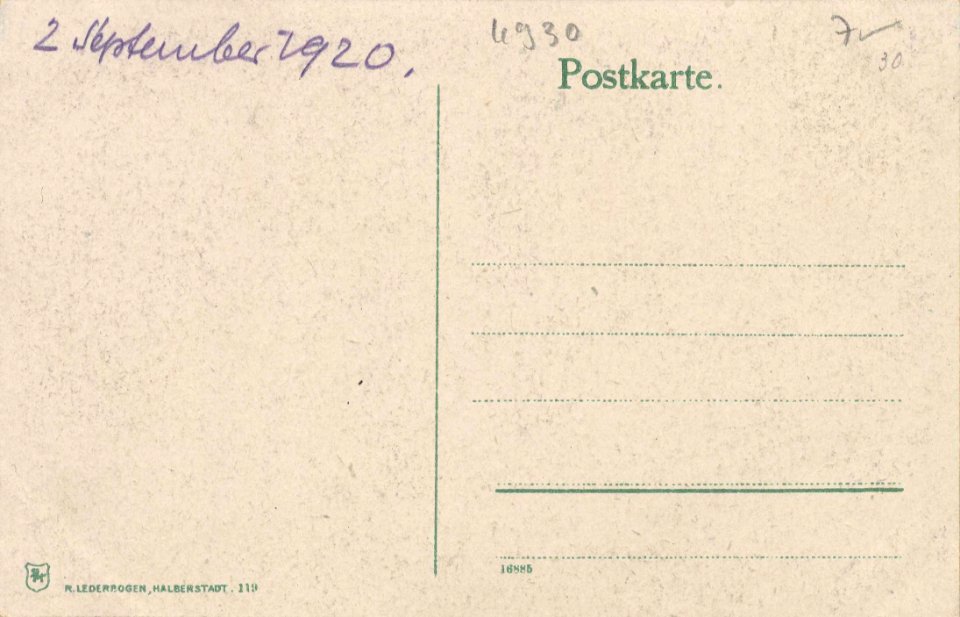 2 September 1920.
4930
7
30
Postkarte.
16885
R. LEDERBOGEN, HALBERSTADT. 119